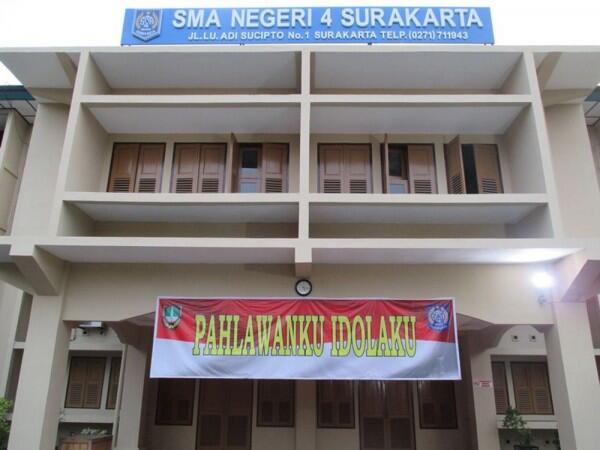 SMA NEGERI 4 SURAKARTA
JL.LU. ADI SUCIPTO No.1 SURAKARTA TELP.(0271)711943
PAHLAWANKU IDOLAKU